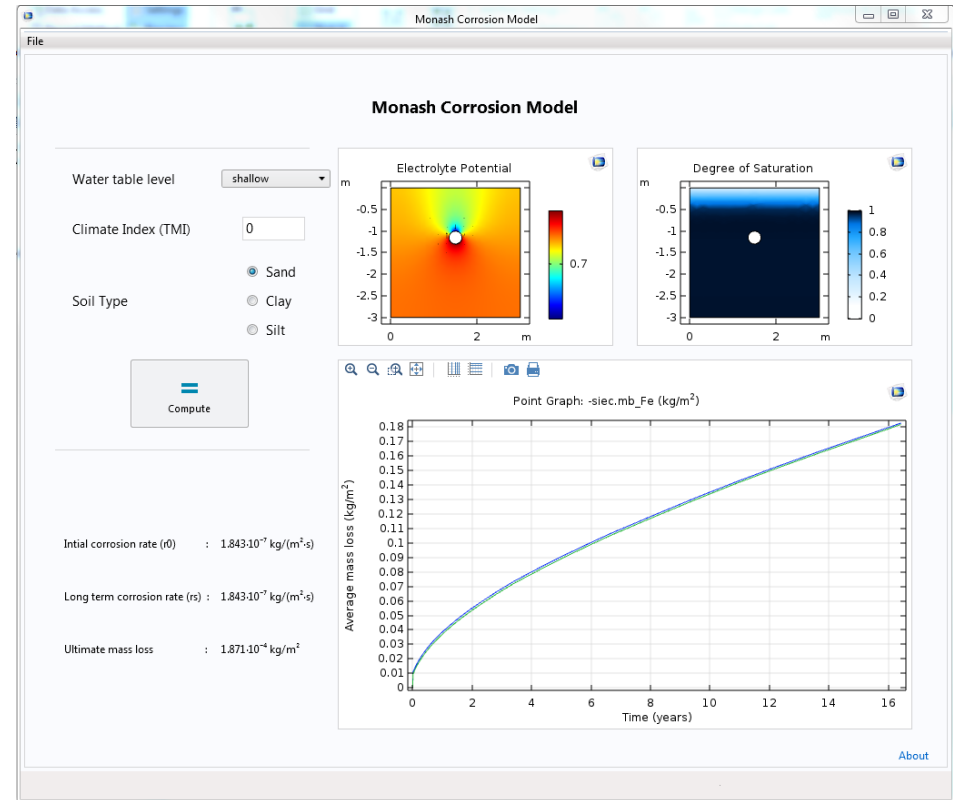 Monash Corrosion Model
File
Monash Corrosion Model
Water table level
shallow
Climate Index (TMI)
0
Soil Type
Sand
Clay
Silt
=
Compute
Intial corrosion rate (r0) : 1.843·10⁻⁷ kg/(m²·s)
Long term corrosion rate (rs) : 1.843·10⁻⁷ kg/(m²·s)
Ultimate mass loss : 1.871·10⁻⁴ kg/m²
Electrolyte Potential
m
-0.5
-1
-1.5
-2
-2.5
-3
0 2 m
0.7
Degree of Saturation
m
-0.5
-1
-1.5
-2
-2.5
-3
0 2 m
1
0.8
0.6
0.4
0.2
0
Point Graph: -siec.mb_Fe (kg/m²)
Average mass loss (kg/m²)
0.18
0.17
0.16
0.15
0.14
0.13
0.12
0.11
0.1
0.09
0.08
0.07
0.06
0.05
0.04
0.03
0.02
0.01
0
0 2 4 6 8 10 12 14 16
Time (years)
About